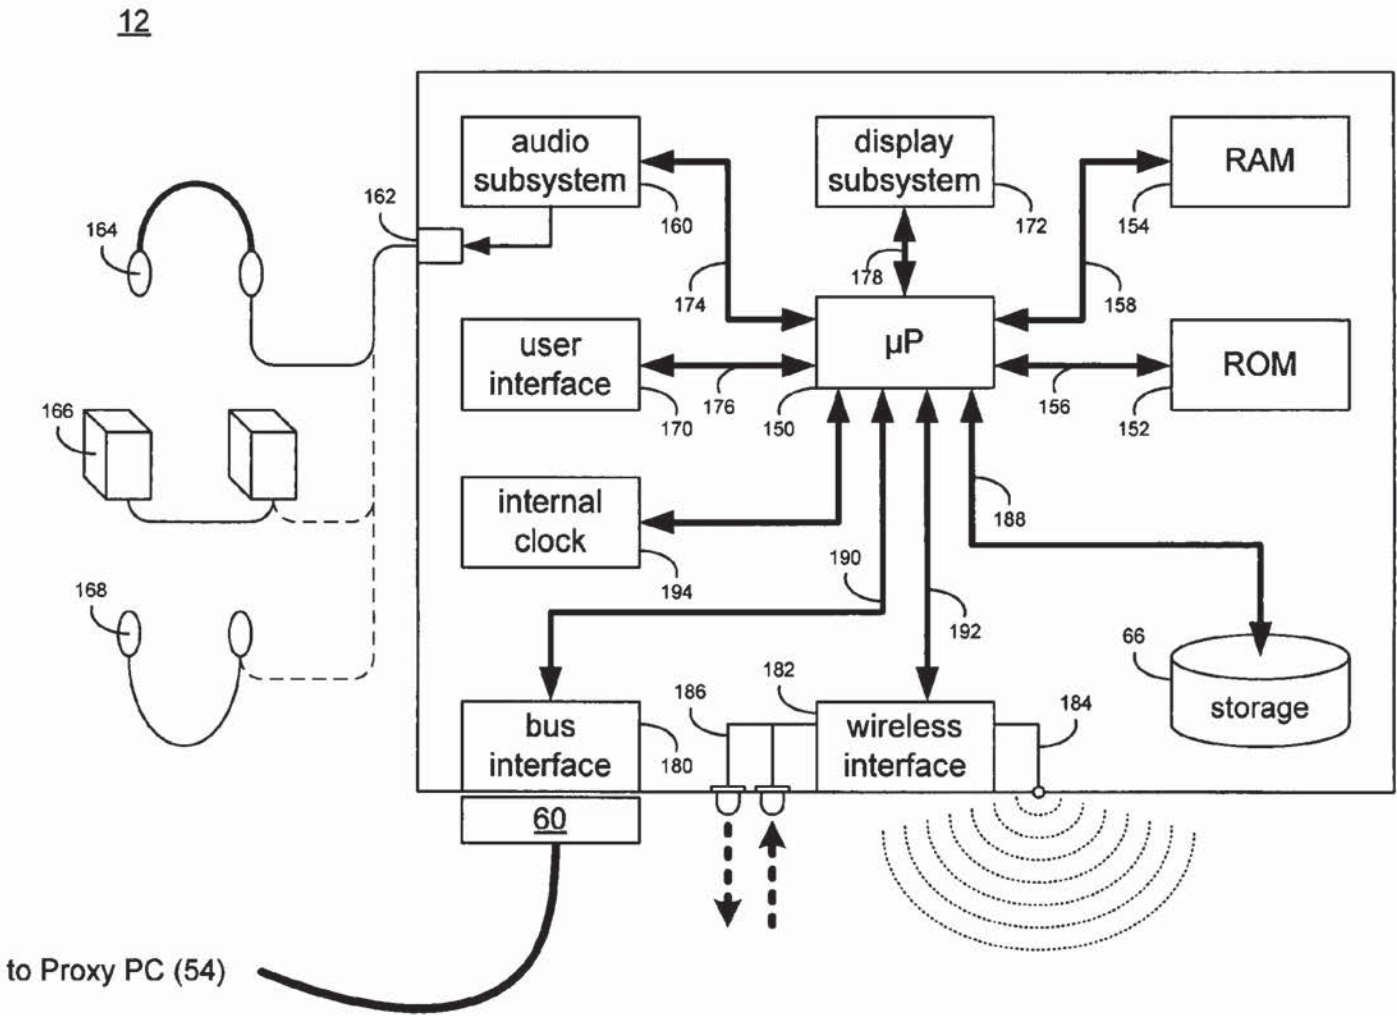 12
audio
subsystem
display
subsystem
RAM
162
164
160
172
154
178
174
158
µP
user
interface
ROM
166
176
156
170
150
152
internal
clock
188
190
194
168
192
66
182
186
184
storage
bus
interface
wireless
interface
180
60
to Proxy PC (54)